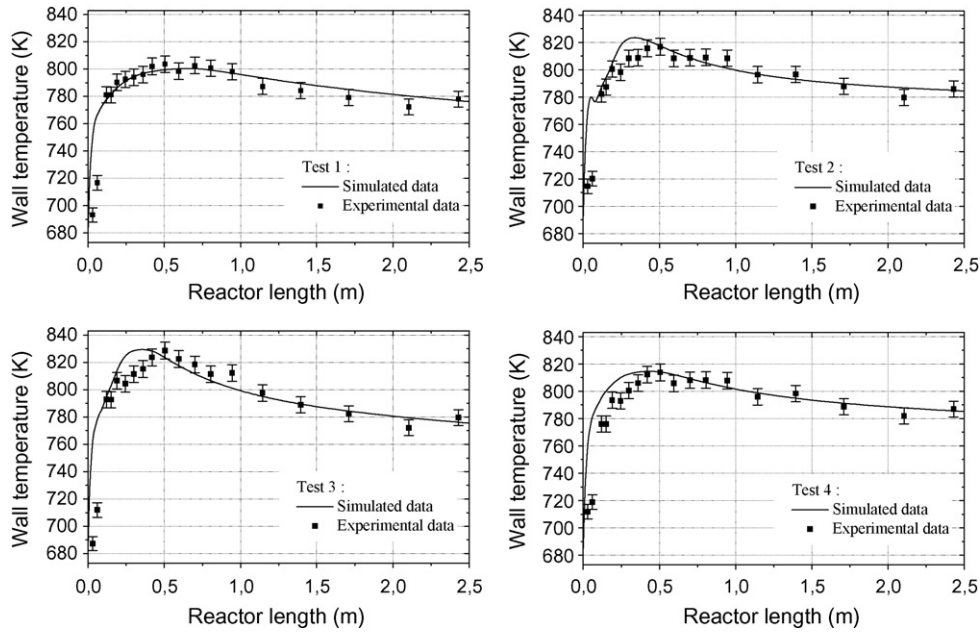 840
820
800
780
760
720
700
680
Wall temperature (K)
Test 1 :
Simulated data
Experimental data
0,0 0,5 1,0 1,5 2,0 2,5
Reactor length (m)
840
820
800
780
760
720
700
680
Wall temperature (K)
Test 2 :
Simulated data
Experimental data
0,0 0,5 1,0 1,5 2,0 2,5
Reactor length (m)
840
820
800
780
760
720
700
680
Wall temperature (K)
Test 3 :
Simulated data
Experimental data
0,0 0,5 1,0 1,5 2,0 2,5
Reactor length (m)
840
820
800
780
760
720
700
680
Wall temperature (K)
Test 4 :
Simulated data
Experimental data
0,0 0,5 1,0 1,5 2,0 2,5
Reactor length (m)